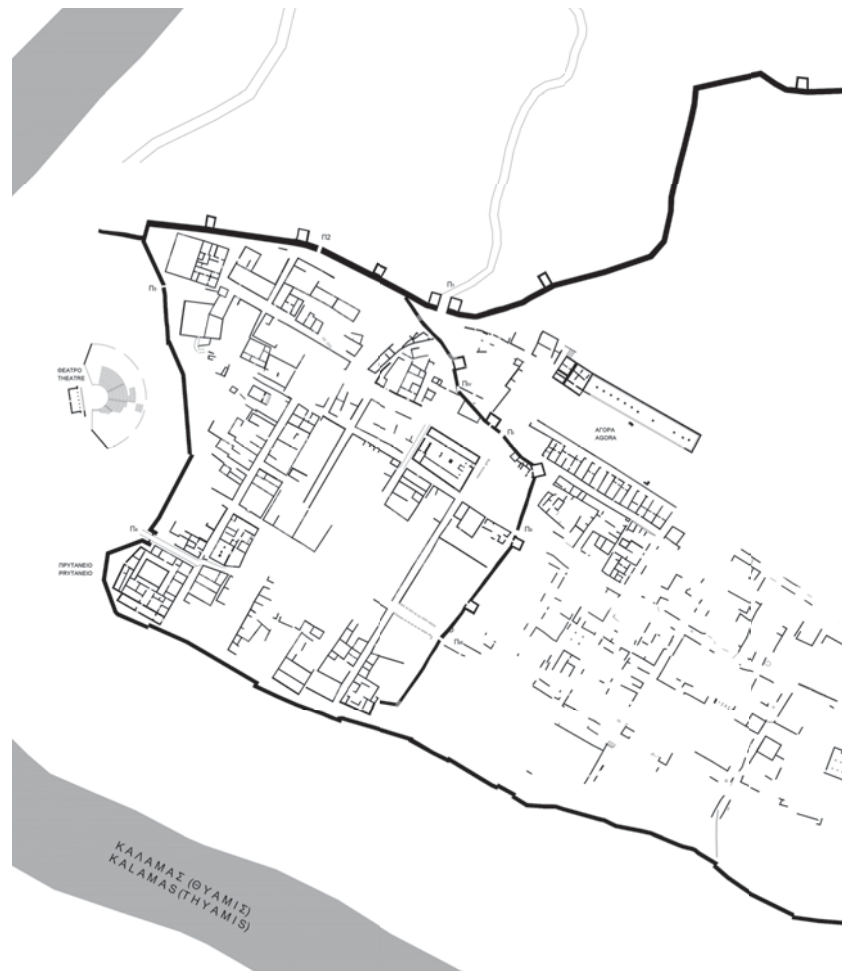 Π2
ΘΕΑΤΡΟ
THEATRE
ΑΓΟΡΑ
AGORA
ΠΡΥΤΑΝΕΙΟ
PRYTANEIO
ΚΑΛΑΜΑΣ (ΘΥΑΜΙΣ)
KALAMAS (THYAMIS)